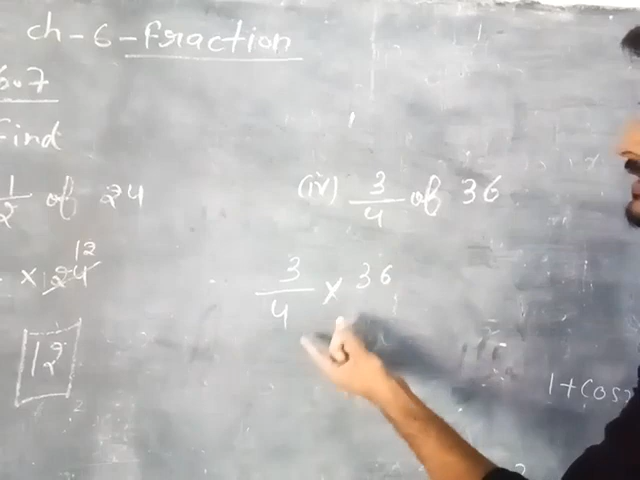 ch-6-Fraction
6.7
Find
1/2 of 24
(iv) 3/4 of 36
12
× 24
3/4 × 36
12
1+Cos2